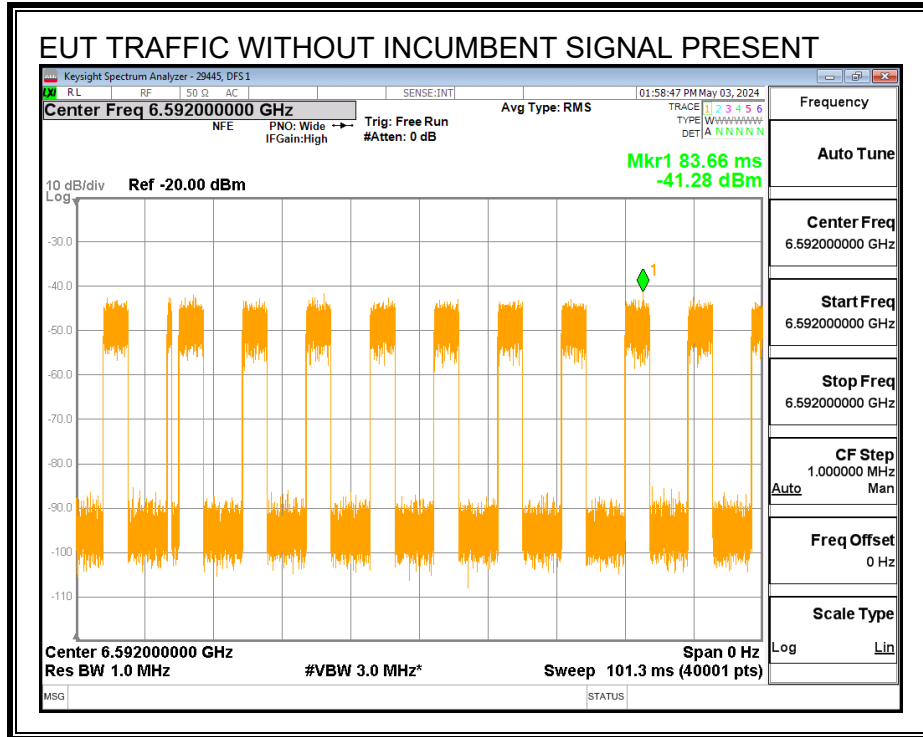 EUT TRAFFIC WITHOUT INCUMBENT SIGNAL PRESENT
Keysight Spectrum Analyzer - 29445, DFS 1
LXI RL RF 50 Ω AC SENSE:INT 01:58:47 PM May 03, 2024
Center Freq 6.592000000 GHz Avg Type: RMS TRACE 1 2 3 4 5 6
NFE PNO: Wide Trig: Free Run TYPE WWWWWW
IFGain:High #Atten: 0 dB DET A N N N N N
Mkr1 83.66 ms
-41.28 dBm
10 dB/div Ref -20.00 dBm
Log
-30.0
-40.0
-50.0
-60.0
-70.0
-80.0
-90.0
-100
-110
1
Center 6.592000000 GHz Span 0 Hz
Res BW 1.0 MHz #VBW 3.0 MHz* Sweep 101.3 ms (40001 pts)
MSG STATUS
Frequency
Auto Tune
Center Freq
6.592000000 GHz
Start Freq
6.592000000 GHz
Stop Freq
6.592000000 GHz
CF Step
1.000000 MHz
Auto Man
Freq Offset
0 Hz
Scale Type
Log Lin